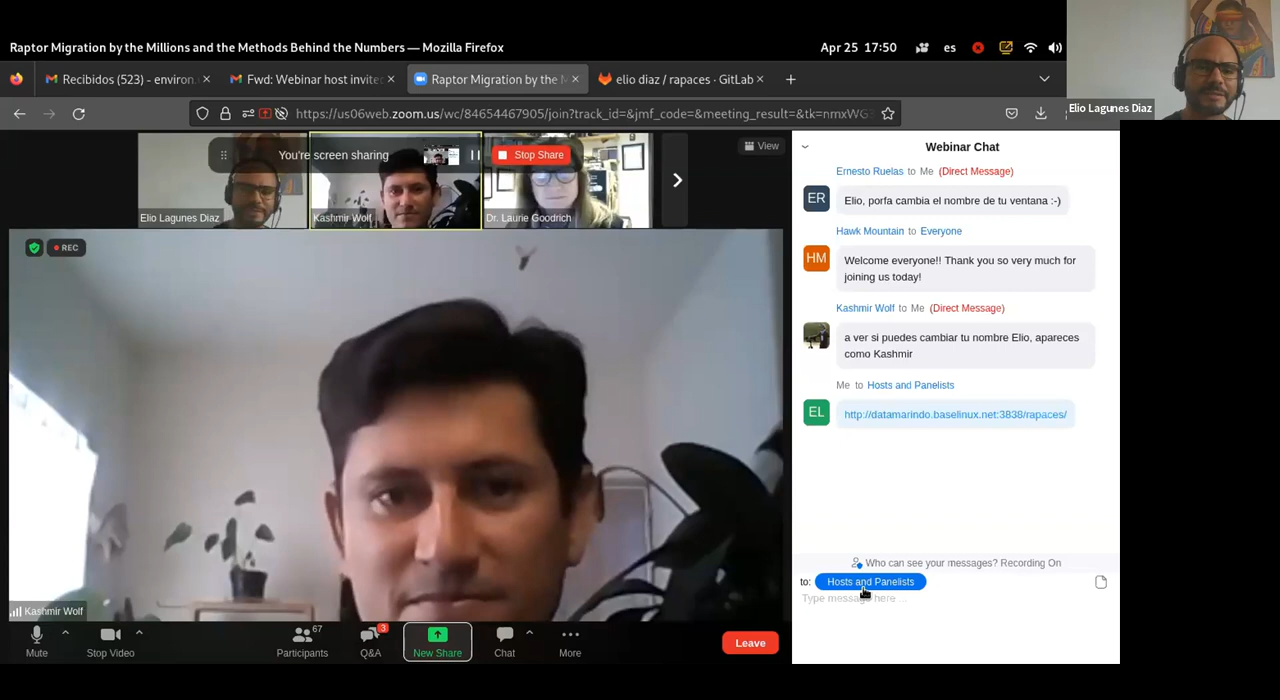 Raptor Migration by the Millions and the Methods Behind the Numbers — Mozilla Firefox
Apr 25 17:50
es
Recibidos (523) - environ
Fwd: Webinar host invite
Raptor Migration by the M
elio diaz / rapaces · GitLab
https://us06web.zoom.us/wc/84654467905/join?track_id=&jmf_code=&meeting_result=&tk=nmxWG
Elio Lagunes Diaz
You're screen sharing
Stop Share
View
Elio Lagunes Diaz
Kashmir Wolf
Dr. Laurie Goodrich
REC
Kashmir Wolf
Mute
Stop Video
67
Participants
3
Q&A
New Share
Chat
More
Leave
Webinar Chat
Ernesto Ruelas to Me (Direct Message)
ER
Elio, porfa cambia el nombre de tu ventana :-)
Hawk Mountain to Everyone
HM
Welcome everyone!! Thank you so very much for
joining us today!
Kashmir Wolf to Me (Direct Message)
a ver si puedes cambiar tu nombre Elio, apareces
como Kashmir
Me to Hosts and Panelists
EL
http://datamarindo.baselinux.net:3838/rapaces/
Who can see your messages? Recording On
to: Hosts and Panelists
Type message here ...